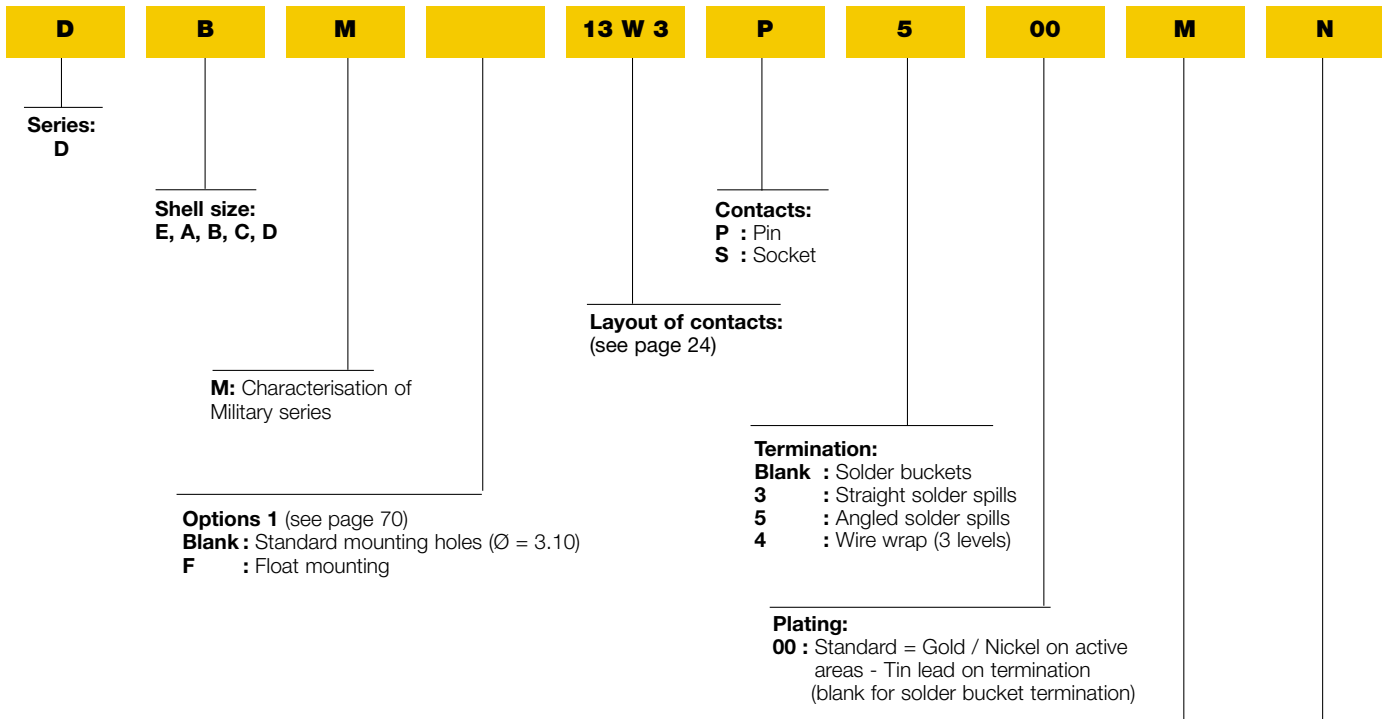 D B M 13 W 3 P 5 00 M N
Series:
D
Shell size:
E, A, B, C, D
Contacts:
P : Pin
S : Socket
Layout of contacts:
(see page 24)
M: Characterisation of
Military series
Termination:
Blank : Solder buckets
3 : Straight solder spills
5 : Angled solder spills
4 : Wire wrap (3 levels)
Options 1 (see page 70)
Blank : Standard mounting holes (Ø = 3.10)
F : Float mounting
Plating:
00 : Standard = Gold / Nickel on active
areas - Tin lead on termination
(blank for solder bucket termination)